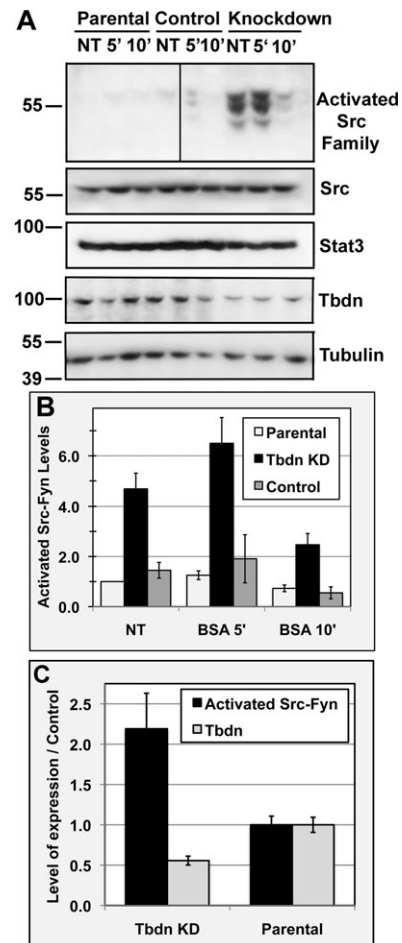 A
Parental Control Knockdown
NT 5' 10' NT 5'10' NT 5' 10'
55
Activated
Src
Family
55
Src
100
Stat3
100
Tbdn
55
39
Tubulin
B
Activated Src-Fyn Levels
6.0
4.0
2.0
0.0
Parental
Tbdn KD
Control
NT BSA 5' BSA 10'
C
Level of expression / Control
2.5
2.0
1.5
1.0
0.5
0.0
Activated Src-Fyn
Tbdn
Tbdn KD Parental